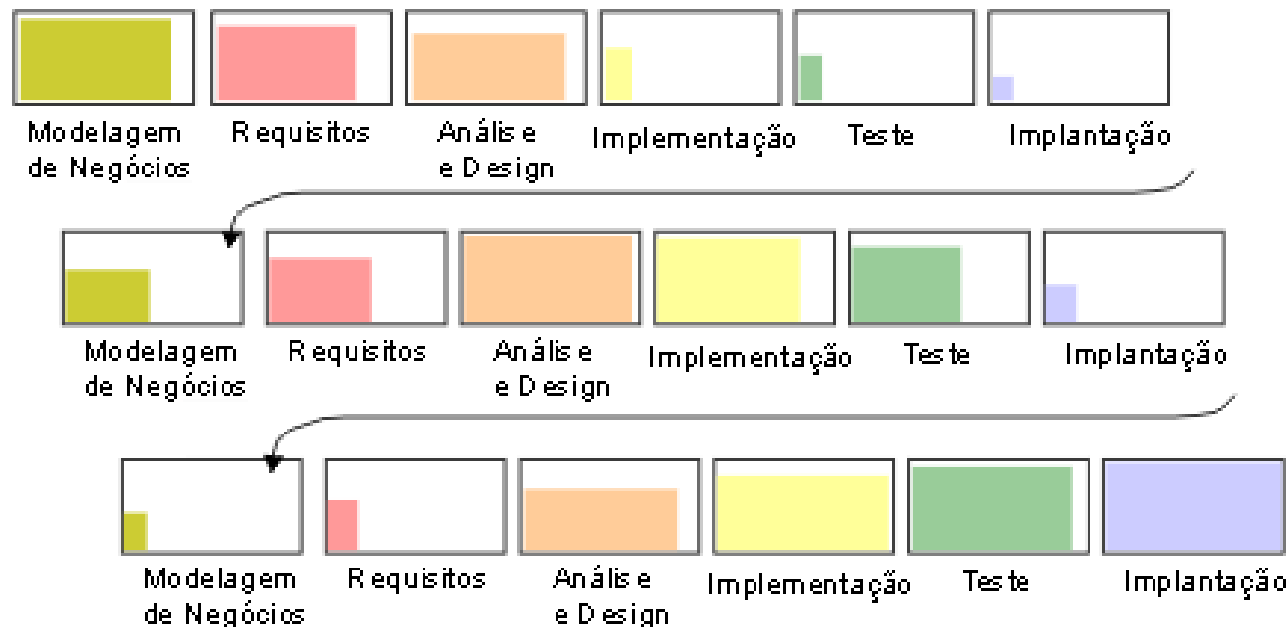 Modelagem
de Negócios
Requisitos
Análise
e Design
Implementação
Teste
Implantação
Modelagem
de Negócios
Requisitos
Análise
e Design
Implementação
Teste
Implantação
Modelagem
de Negócios
Requisitos
Análise
e Design
Implementação
Teste
Implantação